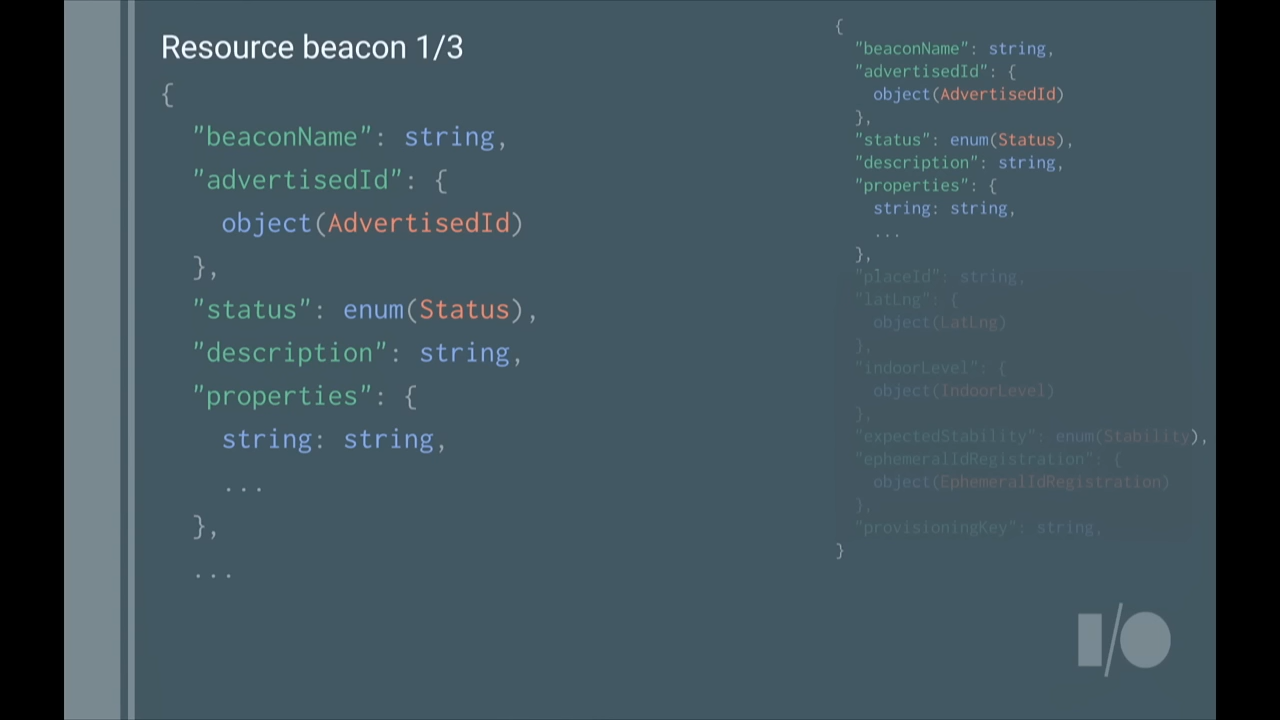 Resource beacon 1/3
{
"beaconName": string,
"advertisedId": {
object(AdvertisedId)
},
"status": enum(Status),
"description": string,
"properties": {
string: string,
...
},
...
{
"beaconName": string,
"advertisedId": {
object(AdvertisedId)
},
"status": enum(Status),
"description": string,
"properties": {
string: string,
...
},
"placeId": string,
"latLng": {
object(LatLng)
},
"indoorLevel": {
object(IndoorLevel)
},
"expectedStability": enum(Stability),
"ephemeralIdRegistration": {
object(EphemeralIdRegistration)
},
"provisioningKey": string,
}
I/O